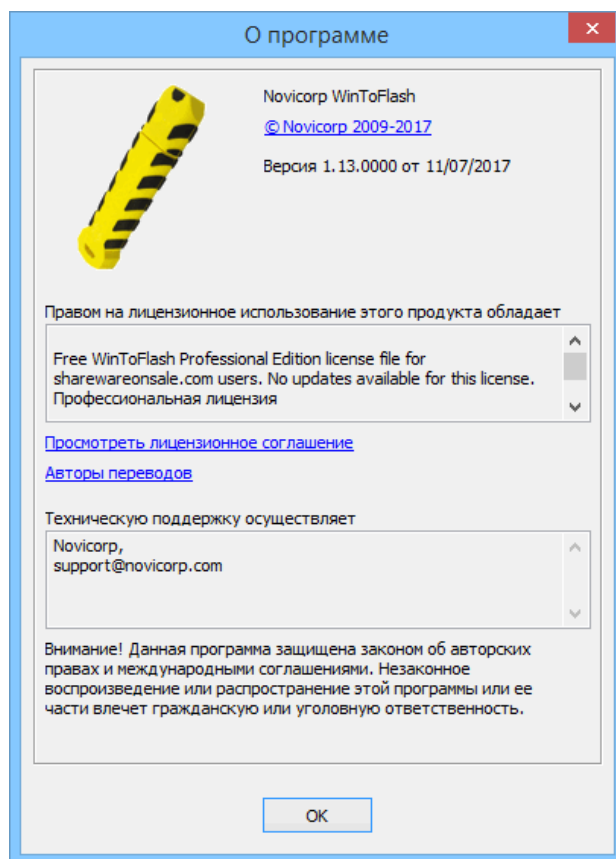 О программе
Novicorp WinToFlash
© Novicorp 2009-2017
Версия 1.13.0000 от 11/07/2017
Правом на лицензионное использование этого продукта обладает
Free WinToFlash Professional Edition license file for
sharewareonsale.com users. No updates available for this license.
Профессиональная лицензия
Просмотреть лицензионное соглашение
Авторы переводов
Техническую поддержку осуществляет
Novicorp,
support@novicorp.com
Внимание! Данная программа защищена законом об авторских
правах и международными соглашениями. Незаконное
воспроизведение или распространение этой программы или ее
части влечет гражданскую или уголовную ответственность.
OK